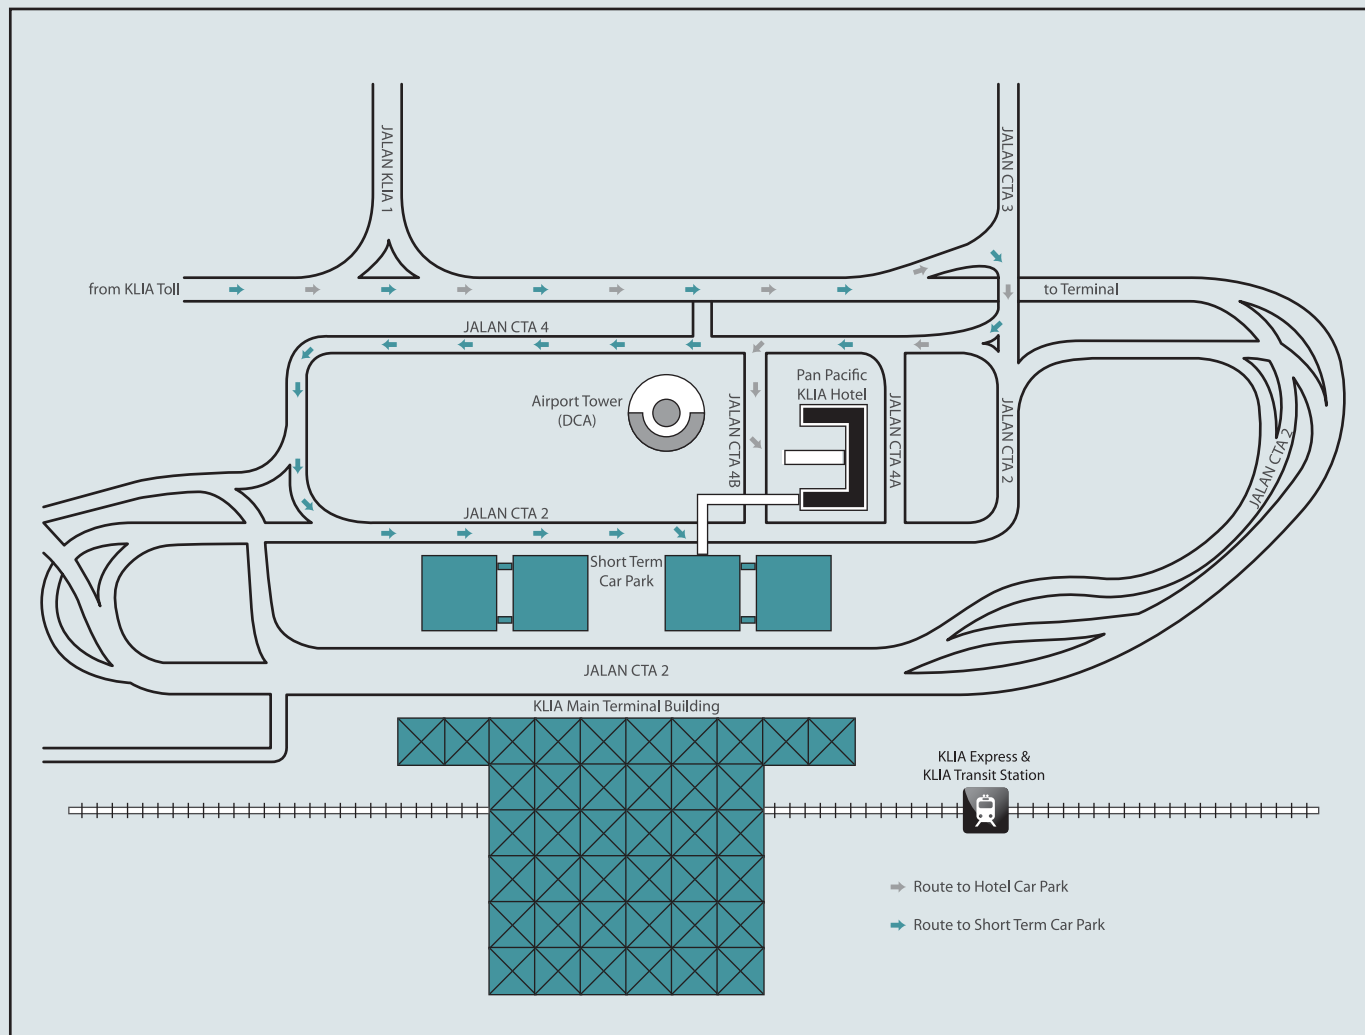 JALAN KLIA 1
JALAN CTA 3
from KLIA Toll
to Terminal
JALAN CTA 4
Pan Pacific
KLIA Hotel
Airport Tower
(DCA)
JALAN CTA 4B
JALAN CTA 4A
JALAN CTA 2
JALAN CTA 2
JALAN CTA 2
Short Term
Car Park
JALAN CTA 2
KLIA Main Terminal Building
KLIA Express &
KLIA Transit Station
Route to Hotel Car Park
Route to Short Term Car Park